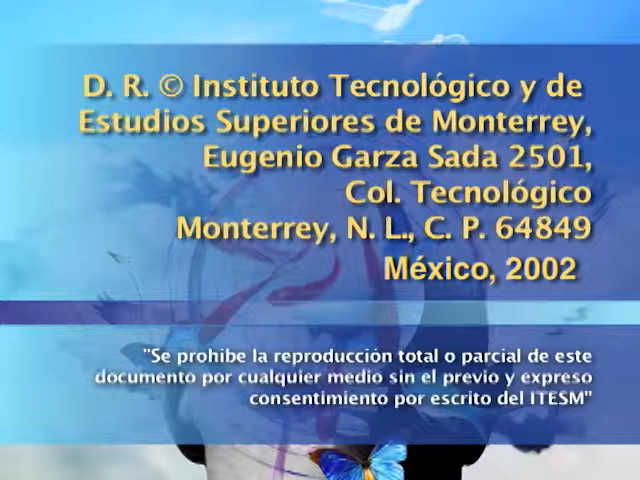 D. R. © Instituto Tecnológico y de
Estudios Superiores de Monterrey,
Eugenio Garza Sada 2501,
Col. Tecnológico
Monterrey, N. L., C. P. 64849
México, 2002
"Se prohibe la reproducción total o parcial de este
documento por cualquier medio sin el previo y expreso
consentimiento por escrito del ITESM"